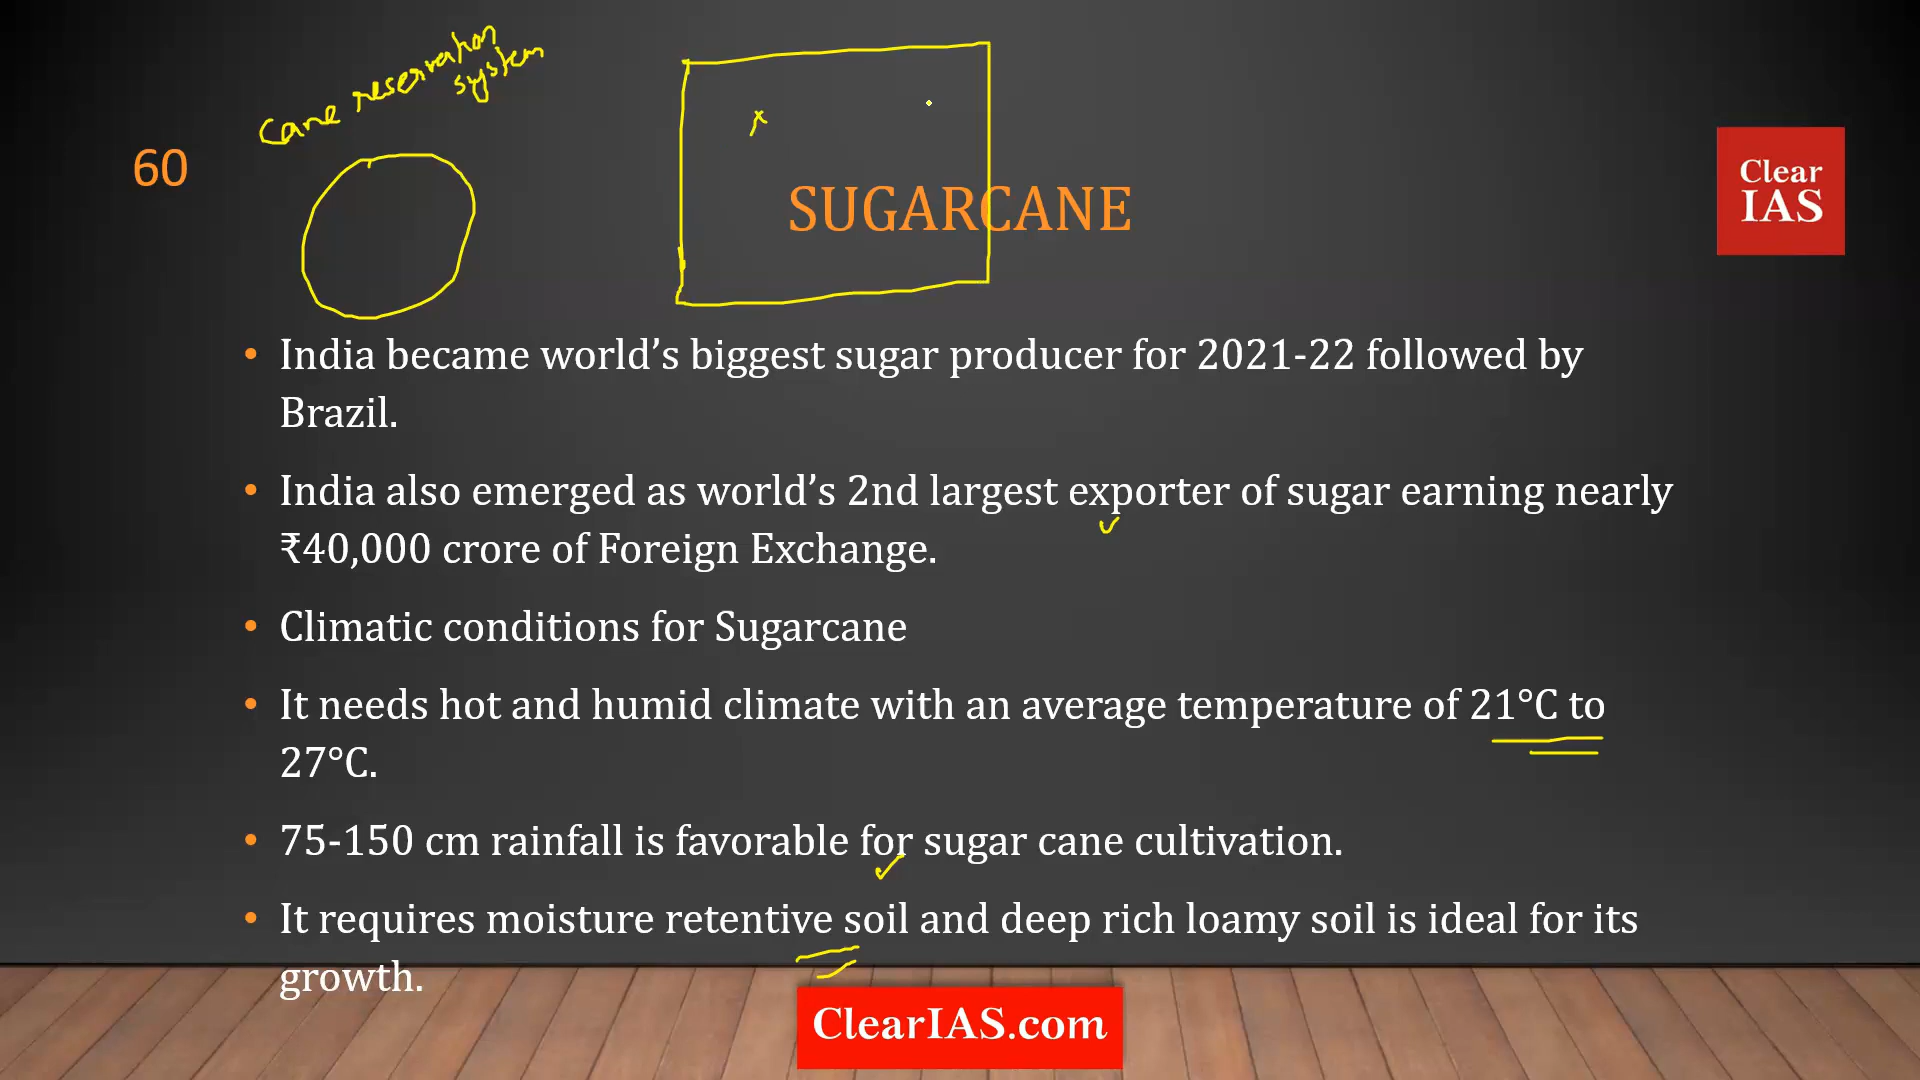 Cane reservation
system
60
Clear
IAS
SUGARCANE
• India became world’s biggest sugar producer for 2021-22 followed by
Brazil.
• India also emerged as world’s 2nd largest exporter of sugar earning nearly
₹40,000 crore of Foreign Exchange.
• Climatic conditions for Sugarcane
• It needs hot and humid climate with an average temperature of 21°C to
27°C.
• 75-150 cm rainfall is favorable for sugar cane cultivation.
• It requires moisture retentive soil and deep rich loamy soil is ideal for its
growth.
ClearIAS.com